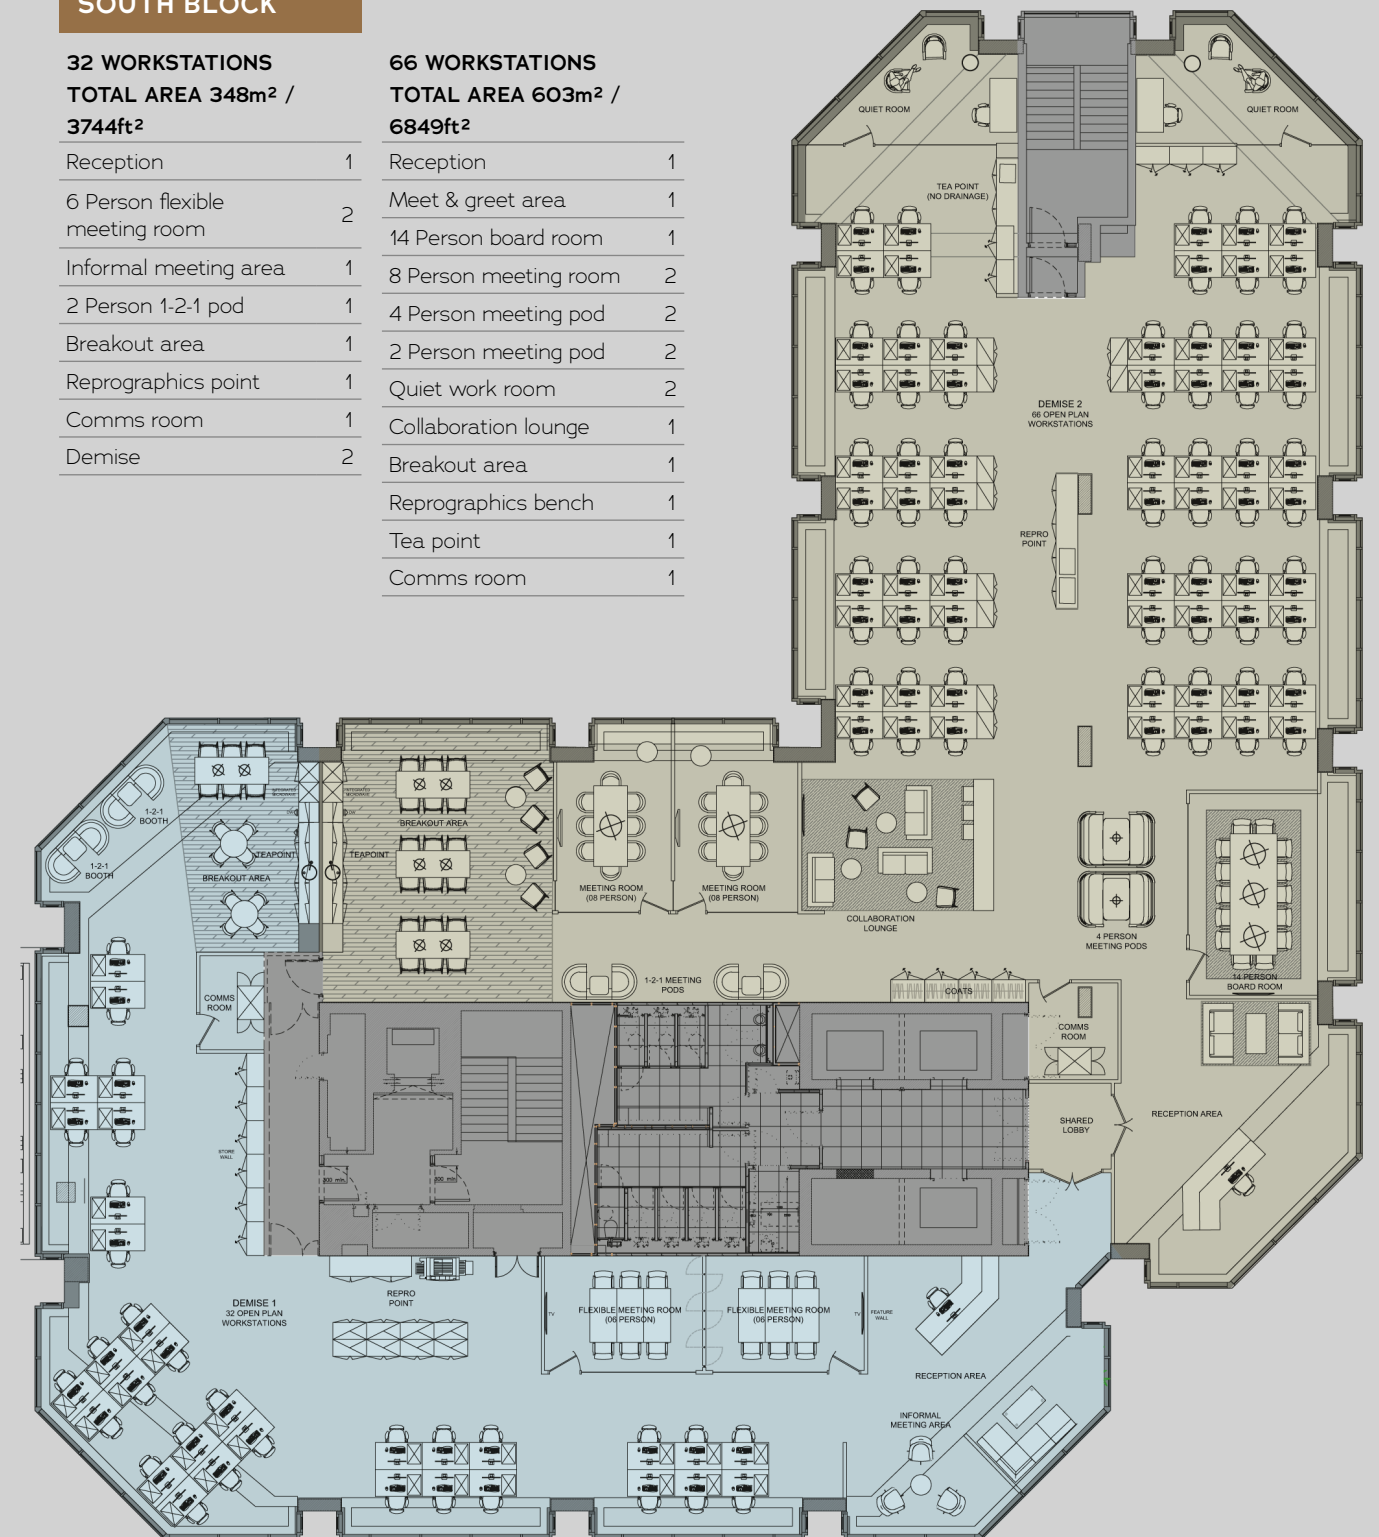 SOUTH BLOCK
32 WORKSTATIONS
TOTAL AREA 348m² /
3744ft²
Reception 1
6 Person flexible
meeting room 2
Informal meeting area 1
2 Person 1-2-1 pod 1
Breakout area 1
Reprographics point 1
Comms room 1
Demise 2
66 WORKSTATIONS
TOTAL AREA 603m² /
6849ft²
Reception 1
Meet & greet area 1
14 Person board room 1
8 Person meeting room 2
4 Person meeting pod 2
2 Person meeting pod 2
Quiet work room 2
Collaboration lounge 1
Breakout area 1
Reprographics bench 1
Tea point 1
Comms room 1
QUIET ROOM
QUIET ROOM
TEA POINT
(NO DRAINAGE)
DEMISE 2
66 OPEN PLAN
WORKSTATIONS
REPRO
POINT
1-2-1
BOOTH
1-2-1
BOOTH
TEAPOINT
BREAKOUT AREA
BREAKOUT AREA
TEAPOINT
MEETING ROOM
(08 PERSON)
MEETING ROOM
(08 PERSON)
COLLABORATION
LOUNGE
4 PERSON
MEETING PODS
14 PERSON
BOARD ROOM
1-2-1 MEETING
PODS
COATS
COMMS
ROOM
COMMS
ROOM
SHARED
LOBBY
RECEPTION AREA
STORE
WALL
DEMISE 1
32 OPEN PLAN
WORKSTATIONS
REPRO
POINT
TV
FLEXIBLE MEETING ROOM
(06 PERSON)
FLEXIBLE MEETING ROOM
(06 PERSON)
TV
FEATURE
WALL
RECEPTION AREA
INFORMAL
MEETING AREA